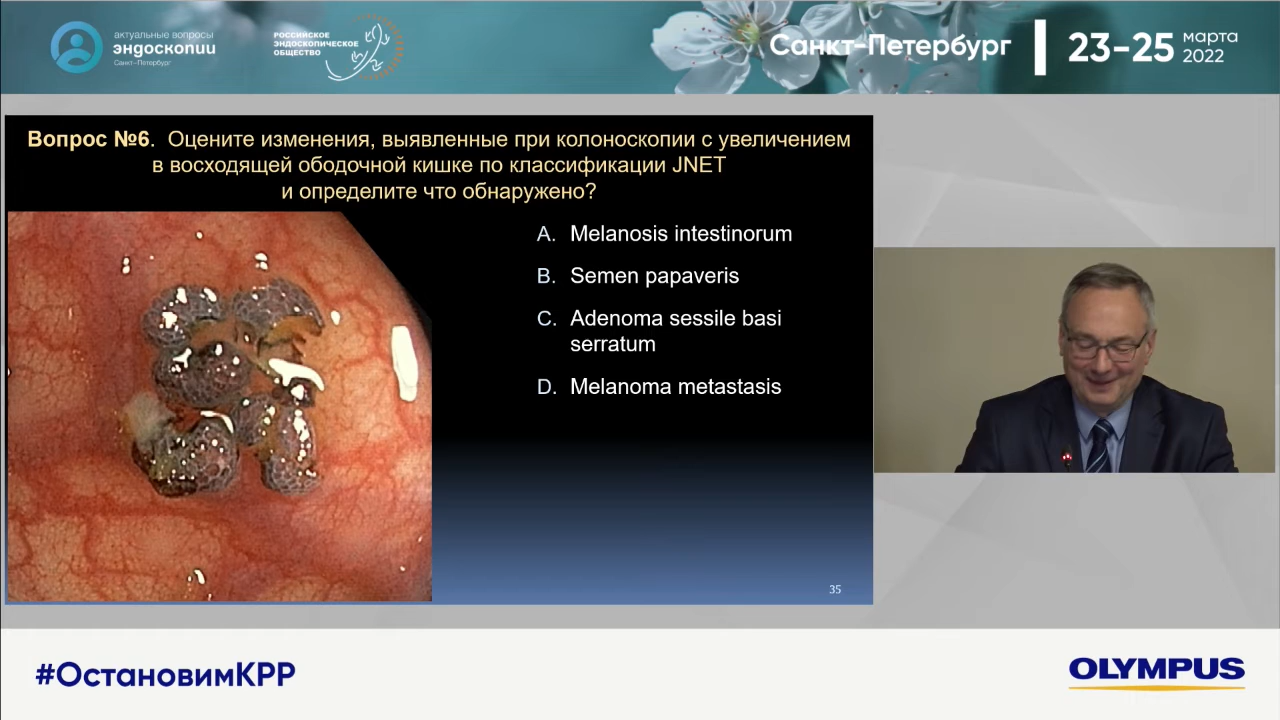 актуальные вопросы
эндоскопии
Санкт-Петербург
РОССИЙСКОЕ
ЭНДОСКОПИЧЕСКОЕ
ОБЩЕСТВО
Санкт-Петербург
23-25
марта
2022
Вопрос №6. Оцените изменения, выявленные при колоноскопии с увеличением
в восходящей ободочной кишке по классификации JNET
и определите что обнаружено?
A. Melanosis intestinorum
B. Semen papaveris
C. Adenoma sessile basi
serratum
D. Melanoma metastasis
35
#ОстановимКРР
OLYMPUS